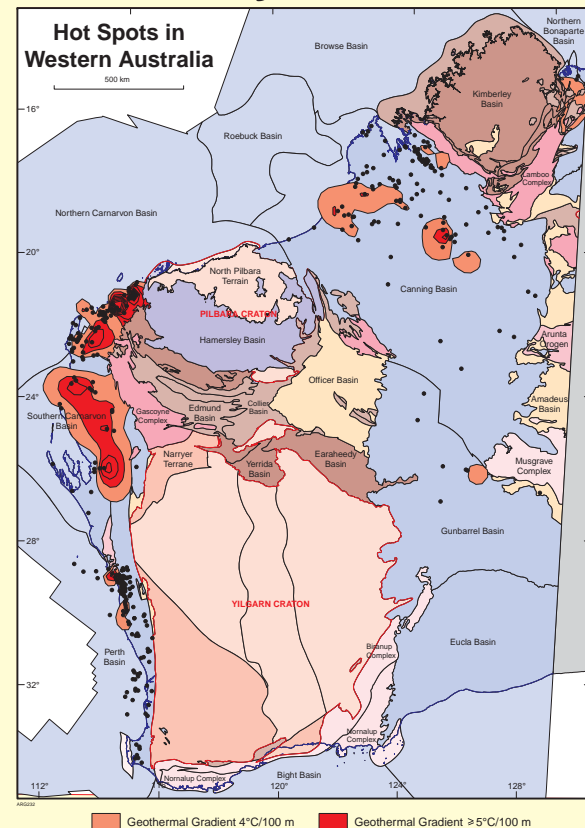 Hot Spots in
Western Australia
500 km
Northern
Bonaparte
Basin
Browse Basin
Kimberley
Basin
16°
Roebuck Basin
Lamboo
Complex
Northern Carnarvon Basin
20°
North Pilbara
Terrain
Canning Basin
PILBARA CRATON
Hamersley Basin
Arunta
Orogen
Officer Basin
24°
Amadeus
Basin
Collier
Basin
Edmund
Basin
Gascoyne
Complex
Southern Carnarvon
Basin
Narryer
Terrane
Yerrida
Basin
Earaheedy
Basin
Musgrave
Complex
Gunbarrel Basin
28°
YILGARN CRATON
Eucla Basin
Biranup
Complex
Perth
Basin
32°
Nornalup
Complex
Nornalup Complex
Bight Basin
112°
116°
120°
124°
128°
ARG232
Geothermal Gradient 4°C/100 m
Geothermal Gradient ≥5°C/100 m